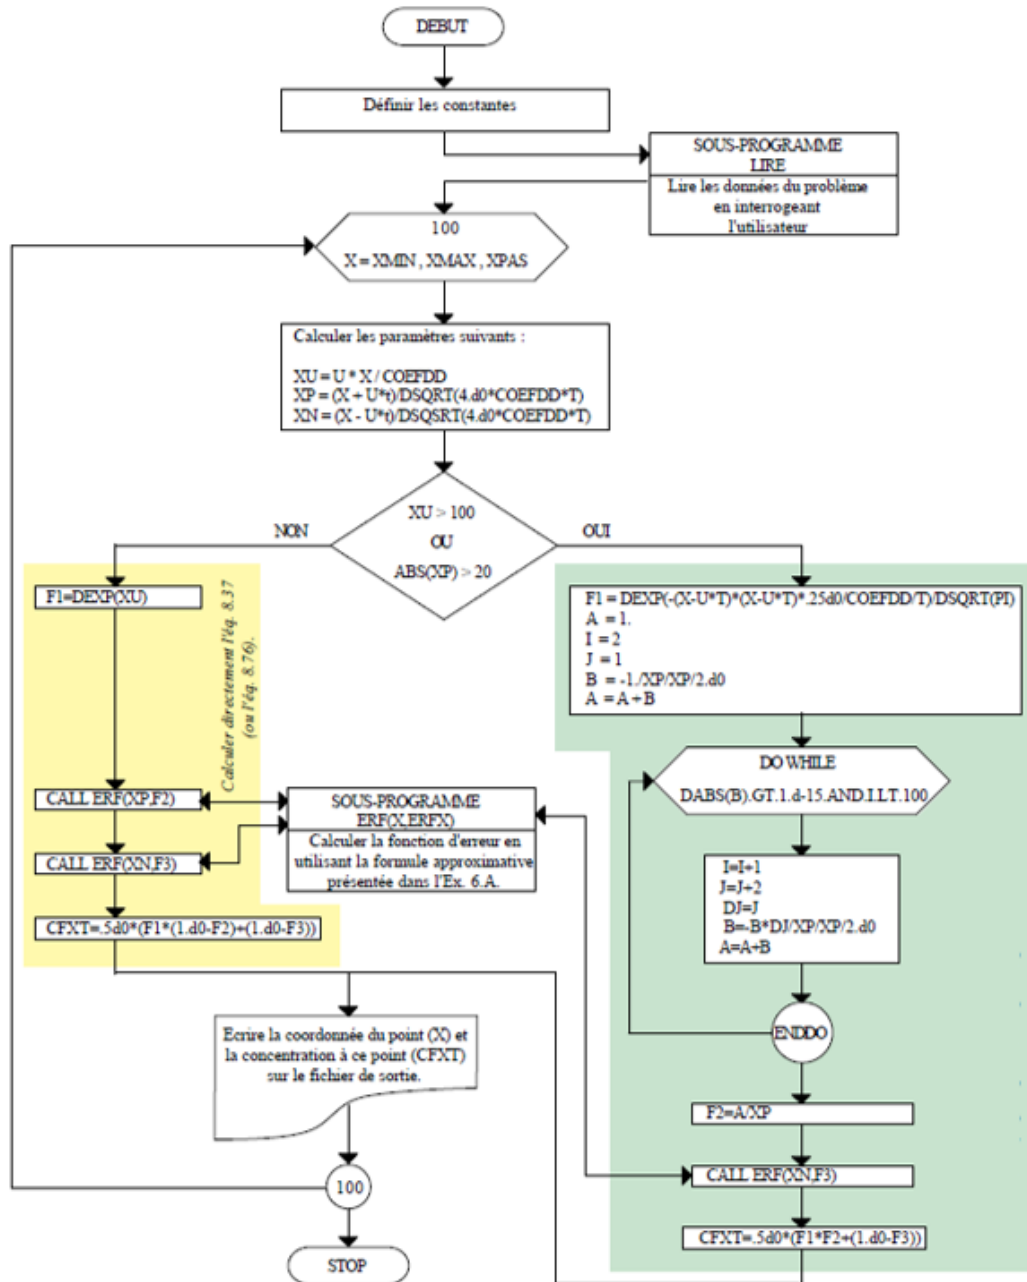 DEBUT
Définir les constantes
SOUS-PROGRAMME
LIRE
Lire les données du problème
en interrogeant
l'utilisateur
100
X = XMIN , XMAX , XPAS
Calculer les paramètres suivants :
XU = U * X / COEFDD
XP = (X + U*t)/DSQRT(4.d0*COEFDD*T)
XN = (X - U*t)/DSQSRT(4.d0*COEFDD*T)
XU > 100
OU
ABS(XP) > 20
NON
OUI
F1=DEXP(XU)
Calculer directement l'éq. 8.37
(ou l'éq. 8.76).
CALL ERF(XP,F2)
CALL ERF(XN,F3)
CFXT=.5d0*(F1*(1.d0-F2)+(1.d0-F3))
SOUS-PROGRAMME
ERF(X,ERFX)
Calculer la fonction d'erreur en
utilisant la formule approximative
présentée dans l'Ex. 6.A.
F1 = DEXP(-(X-U*T)*(X-U*T)*.25d0/COEFDD/T)/DSQRT(PI)
A = 1.
I = 2
J = 1
B = -1./XP/XP/2.d0
A = A + B
DO WHILE
DABS(B).GT.1.d-15.AND.I.LT.100
I=I+1
J=J+2
DJ=J
B=-B*DJ/XP/XP/2.d0
A=A+B
ENDDO
F2=A/XP
CALL ERF(XN,F3)
CFXT=.5d0*(F1*F2+(1.d0-F3))
Ecrire la coordonnée du point (X) et
la concentration à ce point (CFXT)
sur le fichier de sortie.
100
STOP